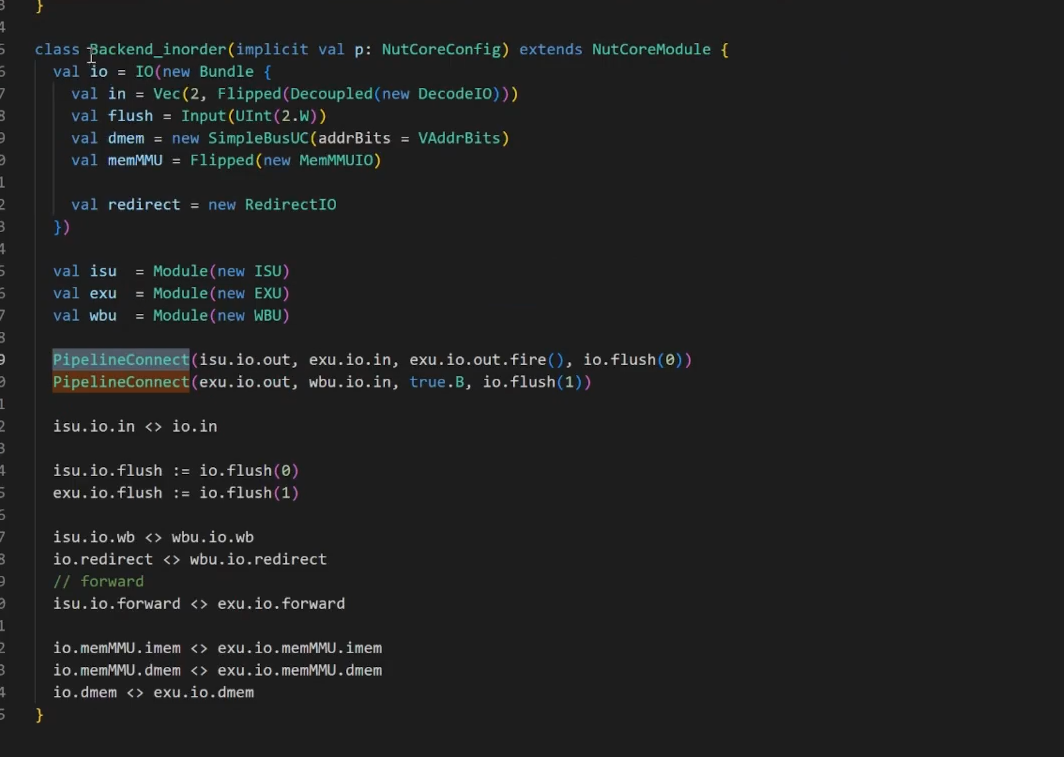 3 }
4
5 class Backend_inorder(implicit val p: NutCoreConfig) extends NutCoreModule {
6 val io = IO(new Bundle {
7 val in = Vec(2, Flipped(Decoupled(new DecodeIO)))
8 val flush = Input(UInt(2.W))
9 val dmem = new SimpleBusUC(addrBits = VAddrBits)
0 val memMMU = Flipped(new MemMMUIO)
1
2 val redirect = new RedirectIO
3 })
4
5 val isu  = Module(new ISU)
6 val exu  = Module(new EXU)
7 val wbu  = Module(new WBU)
8
9 PipelineConnect(isu.io.out, exu.io.in, exu.io.out.fire(), io.flush(0))
0 PipelineConnect(exu.io.out, wbu.io.in, true.B, io.flush(1))
1
2 isu.io.in <> io.in
3
4 isu.io.flush := io.flush(0)
5 exu.io.flush := io.flush(1)
6
7 isu.io.wb <> wbu.io.wb
8 io.redirect <> wbu.io.redirect
9 // forward
0 isu.io.forward <> exu.io.forward
1
2 io.memMMU.imem <> exu.io.memMMU.imem
3 io.memMMU.dmem <> exu.io.memMMU.dmem
4 io.dmem <> exu.io.dmem
5 }